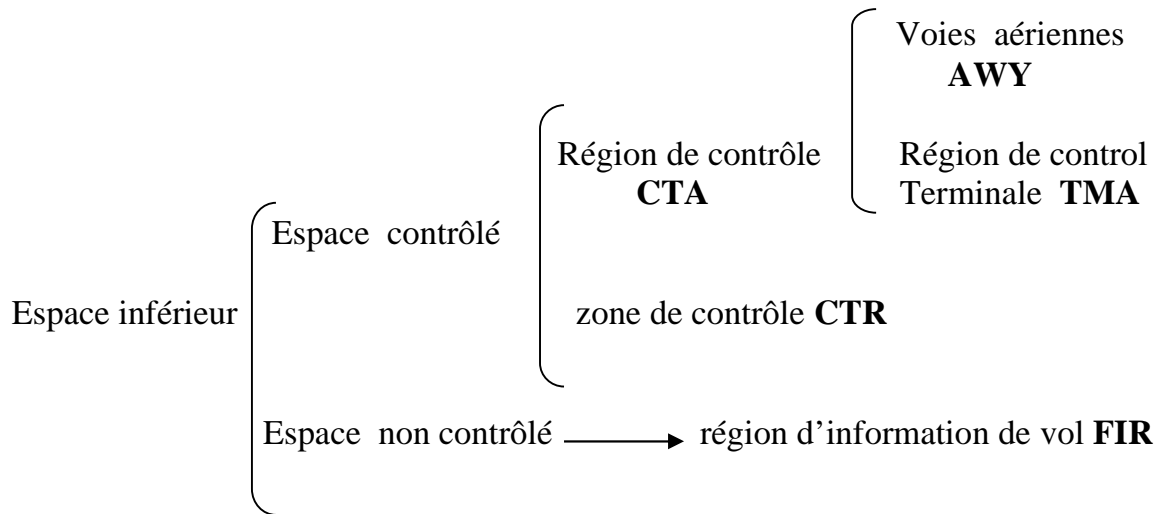 Voies aériennes
AWY
Région de contrôle
CTA
Région de control
Terminale TMA
Espace contrôlé
Espace inférieur
zone de contrôle CTR
Espace non contrôlé
région d’information de vol FIR